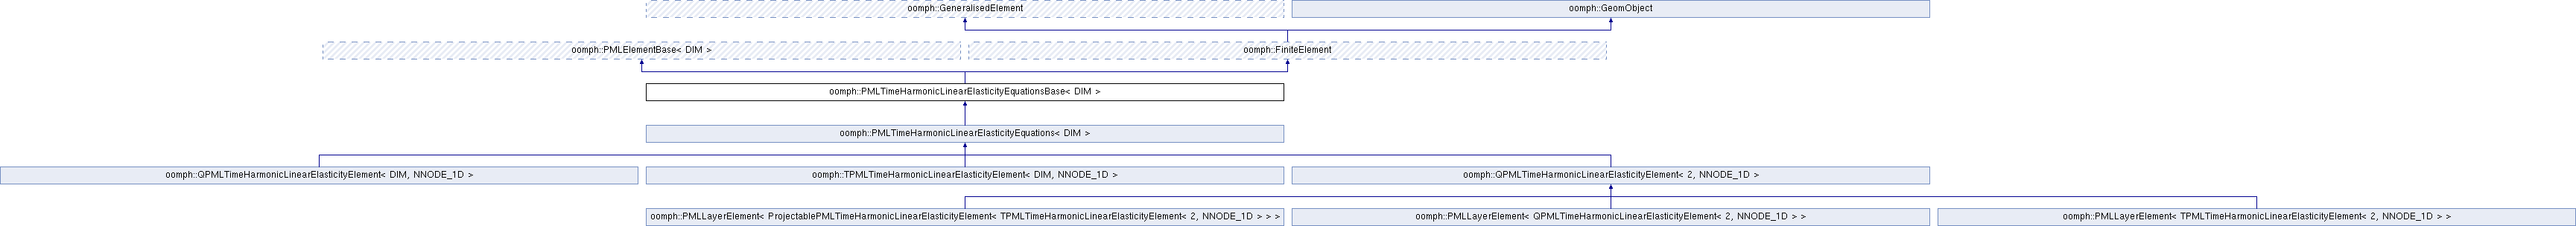 oomph::GeneralisedElement
oomph::GeomObject
oomph::PMLElementBase< DIM >
oomph::FiniteElement
oomph::PMLTimeHarmonicLinearElasticityEquationsBase< DIM >
oomph::PMLTimeHarmonicLinearElasticityEquations< DIM >
oomph::QPMLTimeHarmonicLinearElasticityElement< DIM, NNODE_1D >
oomph::TPMLTimeHarmonicLinearElasticityElement< DIM, NNODE_1D >
oomph::QPMLTimeHarmonicLinearElasticityElement< 2, NNODE_1D >
oomph::PMLLayerElement< ProjectablePMLTimeHarmonicLinearElasticityElement< TPMLTimeHarmonicLinearElasticityElement< 2, NNODE_1D > > >
oomph::PMLLayerElement< QPMLTimeHarmonicLinearElasticityElement< 2, NNODE_1D > >
oomph::PMLLayerElement< TPMLTimeHarmonicLinearElasticityElement< 2, NNODE_1D > >